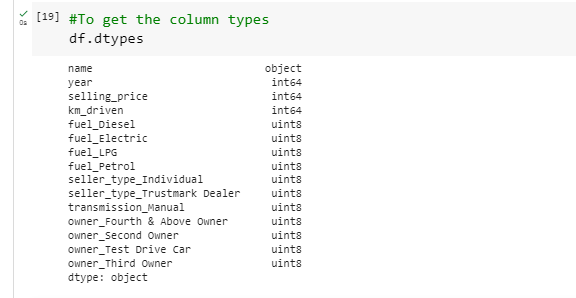 [19] #To get the column types
0s df.dtypes
name object
year int64
selling_price int64
km_driven int64
fuel_Diesel uint8
fuel_Electric uint8
fuel_LPG uint8
fuel_Petrol uint8
seller_type_Individual uint8
seller_type_Trustmark Dealer uint8
transmission_Manual uint8
owner_Fourth & Above Owner uint8
owner_Second Owner uint8
owner_Test Drive Car uint8
owner_Third Owner uint8
dtype: object